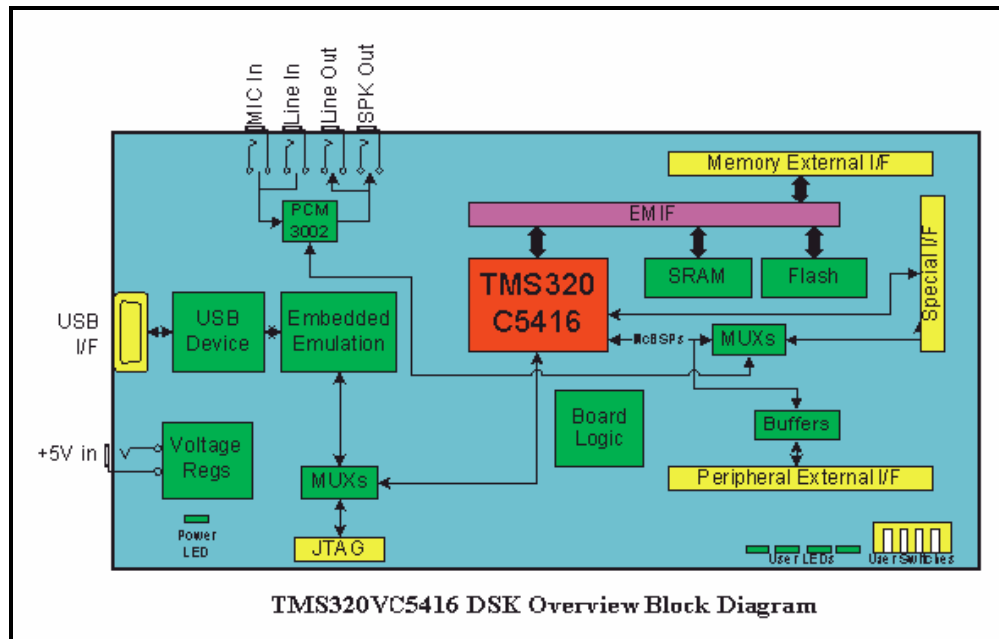 MIC In
Line In
Line Out
SPK Out
Memory External I/F
PCM
3002
EMIF
Special I/F
TMS320
C5416
SRAM
Flash
USB
I/F
USB
Device
Embedded
Emulation
McBSPs
MUXs
Board
Logic
Buffers
+5V in
Voltage
Regs
MUXs
Peripheral External I/F
Power
LED
JTAG
User LEDs
User Switches
TMS320VC5416 DSK Overview Block Diagram